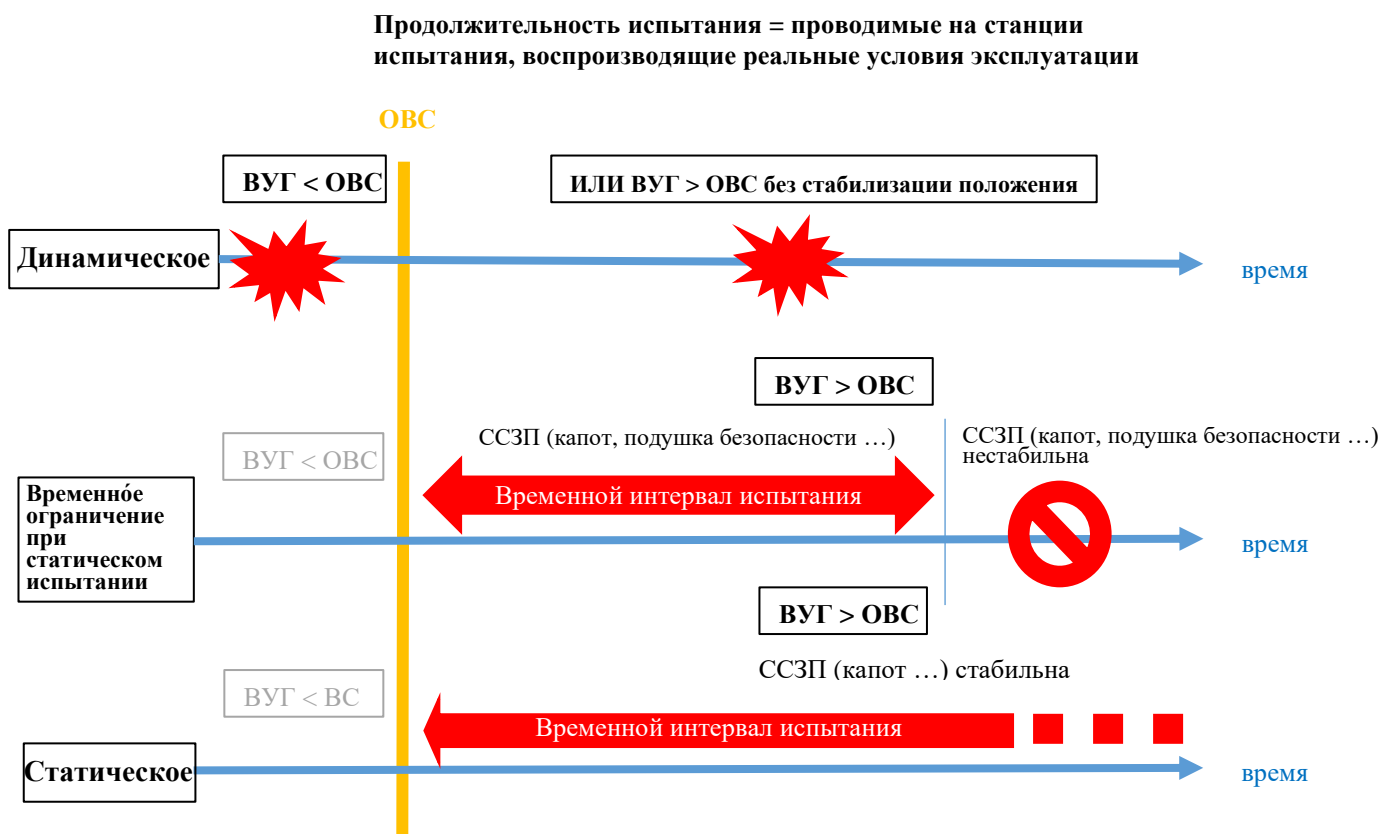 Продолжительность испытания = проводимые на станции
испытания, воспроизводящие реальные условия эксплуатации
ОВС
ВУГ < ОВС
ИЛИ ВУГ > ОВС без стабилизации положения
Динамическое
время
ВУГ > ОВС
ВУГ < ОВС
ССЗП (капот, подушка безопасности …)
ССЗП (капот, подушка безопасности …)
нестабильна
Временно́е
ограничение
при
статическом
испытании
Временной интервал испытания
время
ВУГ > ОВС
ССЗП (капот …) стабильна
ВУГ < ВС
Временной интервал испытания
Статическое
время